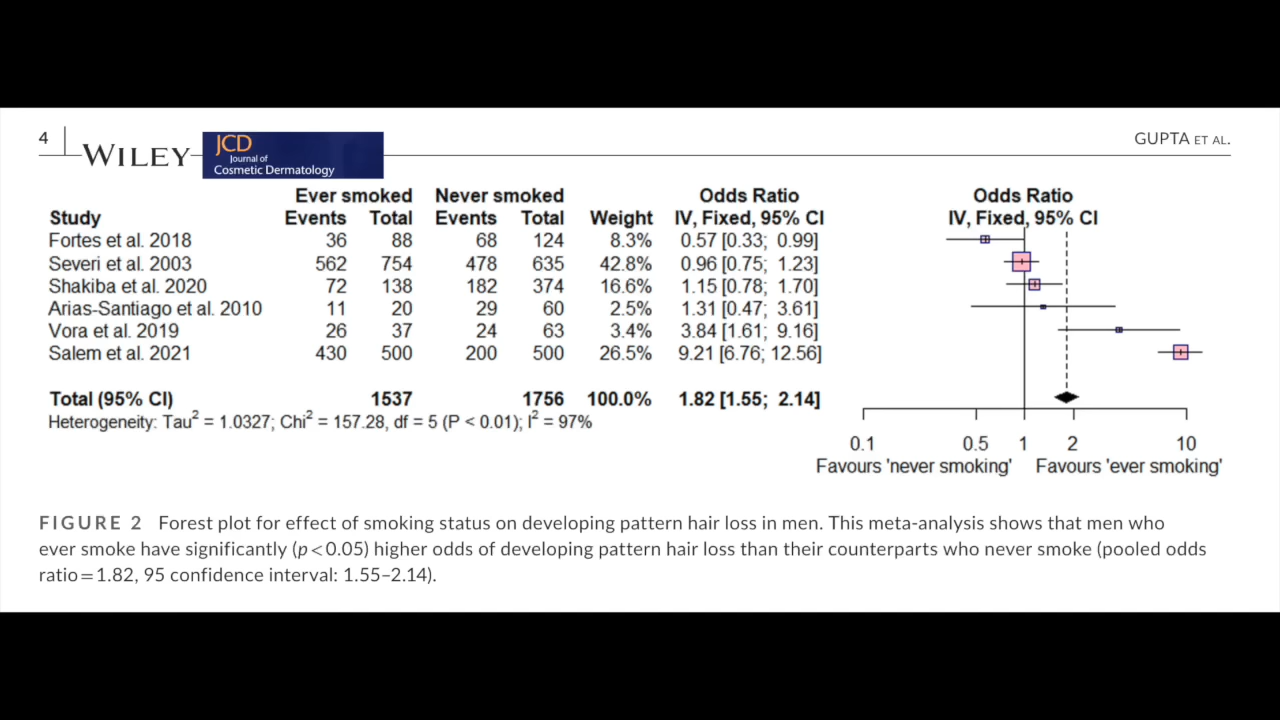 4
WILEY
JCD
Journal of
Cosmetic Dermatology
GUPTA ET AL.
Ever smoked Never smoked Odds Ratio Odds Ratio
Study Events Total Events Total Weight IV, Fixed, 95% CI IV, Fixed, 95% CI
Fortes et al. 2018 36 88 68 124 8.3% 0.57 [0.33; 0.99]
Severi et al. 2003 562 754 478 635 42.8% 0.96 [0.75; 1.23]
Shakiba et al. 2020 72 138 182 374 16.6% 1.15 [0.78; 1.70]
Arias-Santiago et al. 2010 11 20 29 60 2.5% 1.31 [0.47; 3.61]
Vora et al. 2019 26 37 24 63 3.4% 3.84 [1.61; 9.16]
Salem et al. 2021 430 500 200 500 26.5% 9.21 [6.76; 12.56]
Total (95% CI) 1537 1756 100.0% 1.82 [1.55; 2.14]
Heterogeneity: Tau² = 1.0327; Chi² = 157.28, df = 5 (P < 0.01); I² = 97%
0.1 0.5 1 2 10
Favours 'never smoking' Favours 'ever smoking'
FIGURE 2 Forest plot for effect of smoking status on developing pattern hair loss in men. This meta-analysis shows that men who
ever smoke have significantly (p<0.05) higher odds of developing pattern hair loss than their counterparts who never smoke (pooled odds
ratio=1.82, 95 confidence interval: 1.55–2.14).